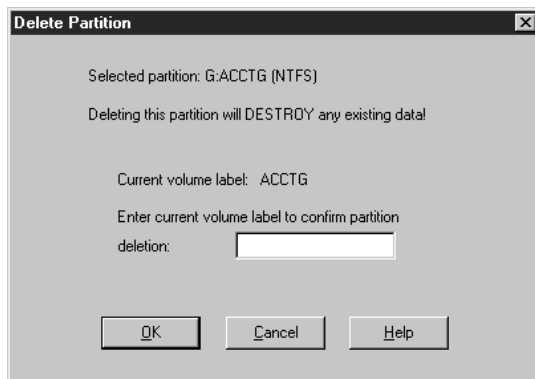 Delete Partition
Selected partition: G:ACCTG (NTFS)
Deleting this partition will DESTROY any existing data!
Current volume label: ACCTG
Enter current volume label to confirm partition
deletion:
OK Cancel Help